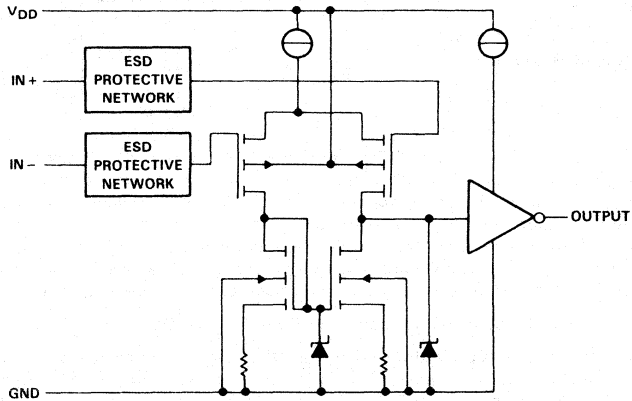 VDD
ESD
PROTECTIVE
NETWORK
IN +
ESD
PROTECTIVE
NETWORK
IN –
OUTPUT
GND